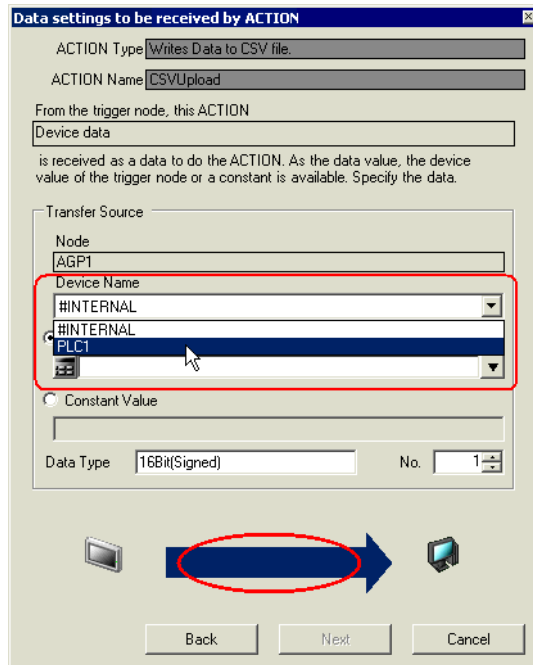 Data settings to be received by ACTION
ACTION Type Writes Data to CSV file.
ACTION Name CSVUpload
From the trigger node, this ACTION
Device data
is received as a data to do the ACTION. As the data value, the device
value of the trigger node or a constant is available. Specify the data.
Transfer Source
Node
AGP1
Device Name
#INTERNAL
#INTERNAL
PLC1
Constant Value
Data Type 16Bit(Signed) No. 1
Back Next Cancel